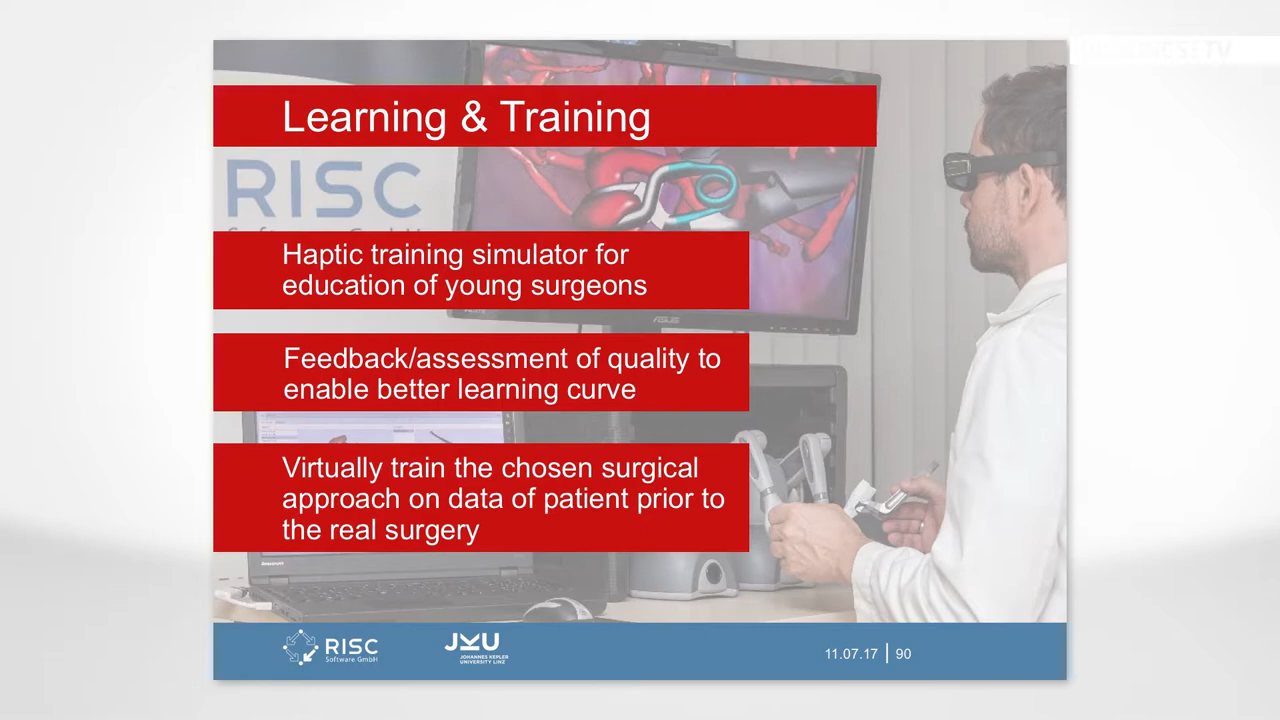 Learning & Training
RISC
Haptic training simulator for
education of young surgeons
ASUS
Feedback/assessment of quality to
enable better learning curve
Virtually train the chosen surgical
approach on data of patient prior to
the real surgery
lenovo
RISC
Software GmbH
JKU
JOHANNES KEPLER
UNIVERSITY LINZ
11.07.17 | 90